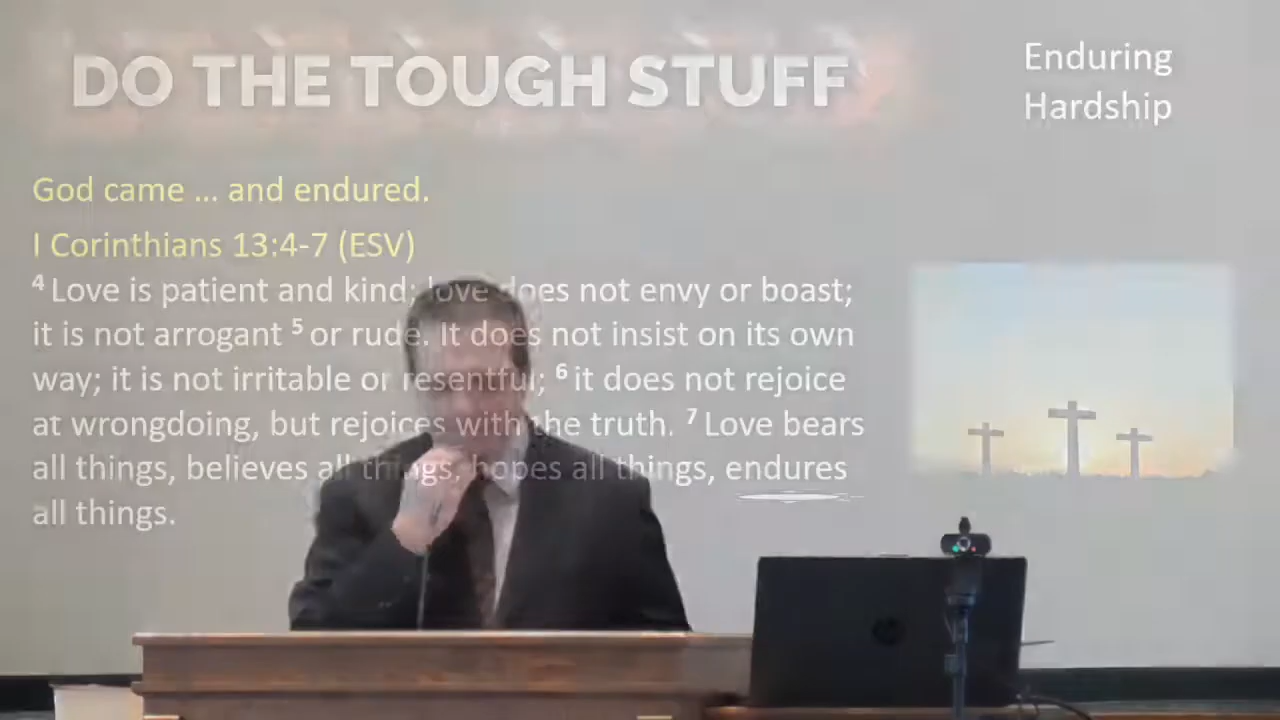 DO THE TOUGH STUFF
Enduring
Hardship
God came ... and endured.
I Corinthians 13:4-7 (ESV)
4 Love is patient and kind; love does not envy or boast;
it is not arrogant 5 or rude. It does not insist on its own
way; it is not irritable or resentful; 6 it does not rejoice
at wrongdoing, but rejoices with the truth. 7 Love bears
all things, believes all things, hopes all things, endures
all things.